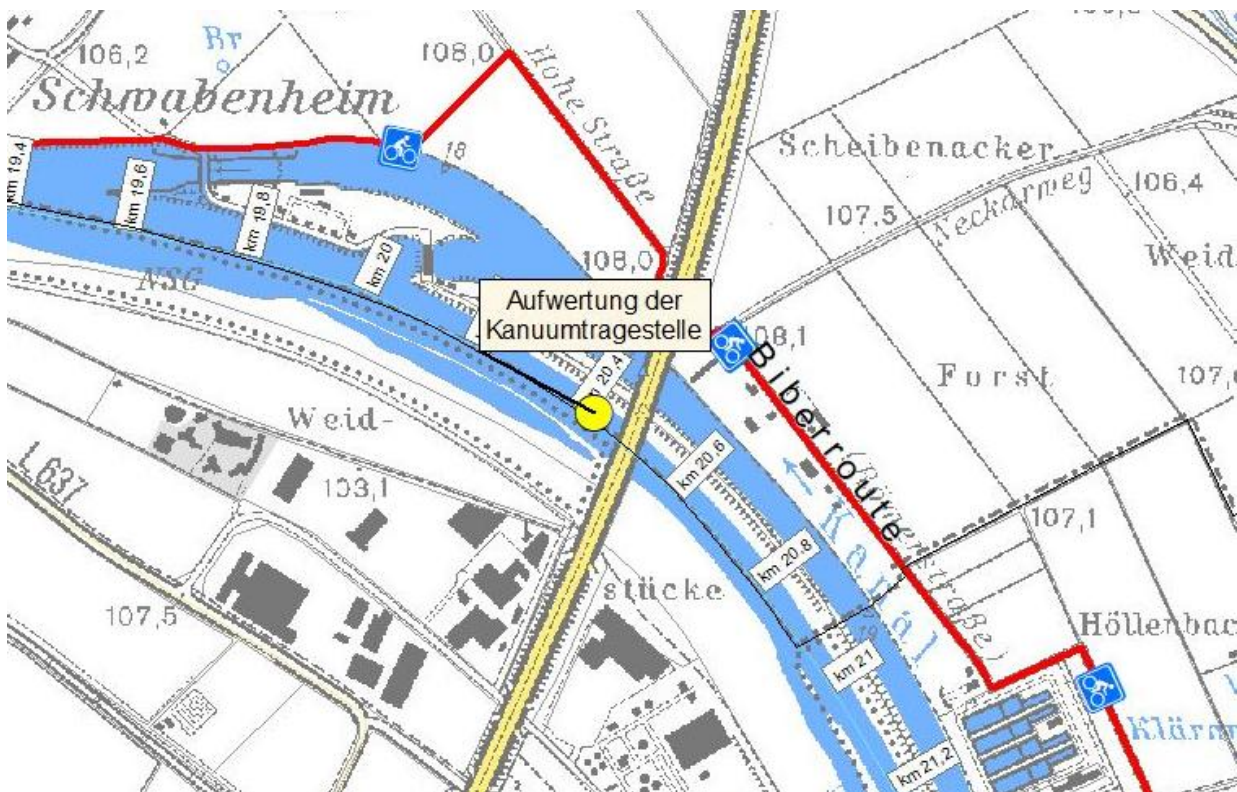 Br
106,2
108,0
Schwabenheim
Hohe Straße
18
Scheibenacker
Neckarweg
106,4
107,5
Weid-
km 19,4
km 19,6
km 19,8
km 20
NSG
108,0
Aufwertung der
Kanuumtragestelle
20,4
108,1
Biberroute
Forst
Weid-
L 637
103,1
km 20,6
Kanal
107,1
km 20,8
stücke
107,5
19
km 21
km 21,2